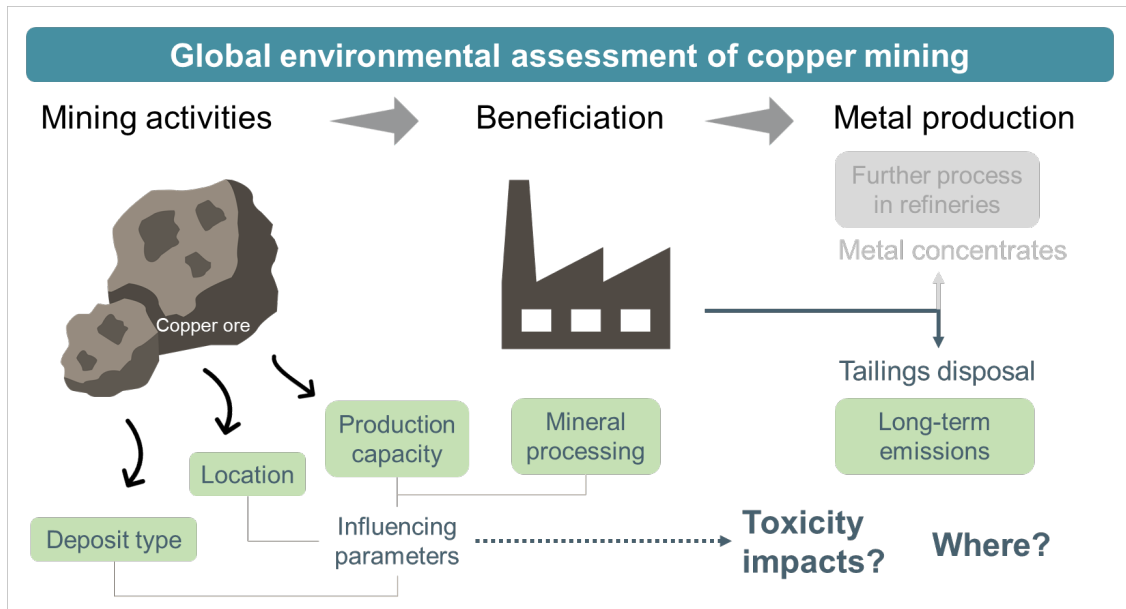 Global environmental assessment of copper mining
Mining activities
Beneficiation
Metal production
Further process
in refineries
Metal concentrates
Copper ore
Tailings disposal
Production
capacity
Mineral
processing
Long-term
emissions
Location
Deposit type
Influencing
parameters
Toxicity
impacts?
Where?